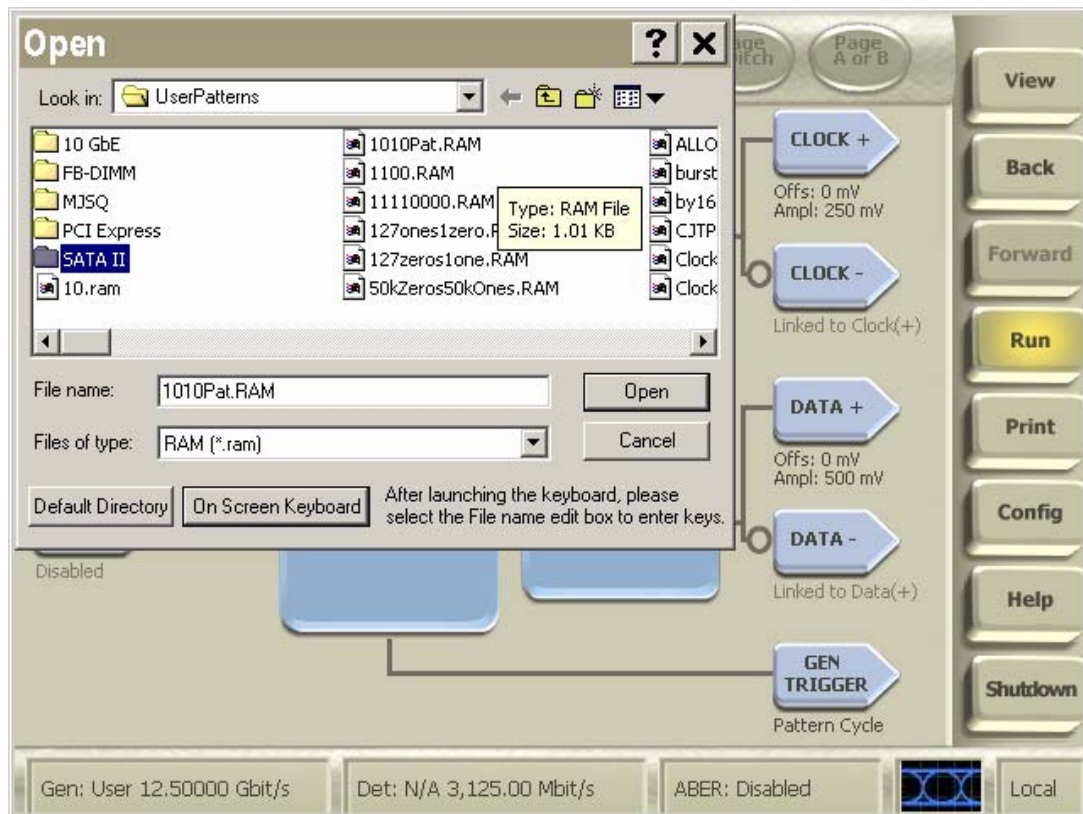 Open
Look in: UserPatterns
10 GbE
FB-DIMM
MJSQ
PCI Express
SATA II
10.ram
1010Pat.RAM
1100.RAM
11110000.RAM
127ones1zero.R
127zeros1one.RAM
50kZeros50kOnes.RAM
ALLO
burst
by16
CJTP
Clock
Clock
Type: RAM File
Size: 1.01 KB
File name: 1010Pat.RAM
Open
Files of type: RAM (*.ram)
Cancel
Default Directory
On Screen Keyboard
After launching the keyboard, please
select the File name edit box to enter keys.
Page
A or B
CLOCK +
Offs: 0 mV
Ampl: 250 mV
CLOCK -
Linked to Clock(+)
DATA +
Offs: 0 mV
Ampl: 500 mV
DATA -
Linked to Data(+)
Disabled
GEN
TRIGGER
Pattern Cycle
View
Back
Forward
Run
Print
Config
Help
Shutdown
Gen: User 12.50000 Gbit/s
Det: N/A 3,125.00 Mbit/s
ABER: Disabled
Local